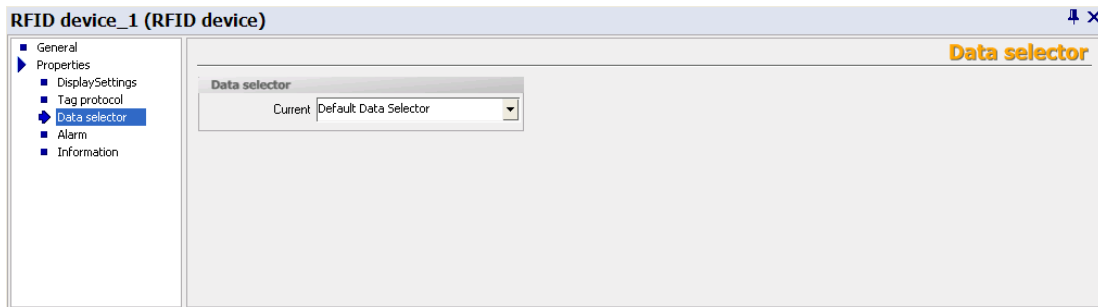 RFID device_1 (RFID device)
General
Properties
DisplaySettings
Tag protocol
Data selector
Alarm
Information
Data selector
Data selector
Current Default Data Selector